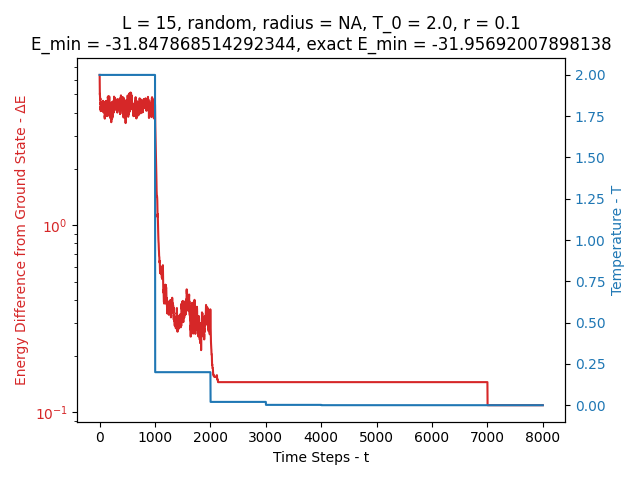 L = 15, random, radius = NA, T_0 = 2.0, r = 0.1
E_min = -31.847868514292344, exact E_min = -31.95692007898138
Energy Difference from Ground State - ΔE
10⁰
10⁻¹
2.00
1.75
1.50
1.25
1.00
0.75
0.50
0.25
0.00
Temperature - T
0 1000 2000 3000 4000 5000 6000 7000 8000
Time Steps - t